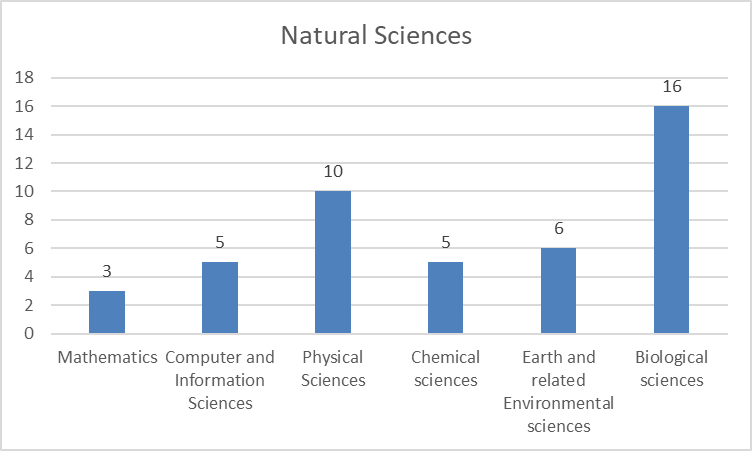 Natural Sciences
18
16
14
12
10
8
6
4
2
0
3
5
10
5
6
16
Mathematics
Computer and
Information
Sciences
Physical
Sciences
Chemical
sciences
Earth and
related
Environmental
sciences
Biological
sciences